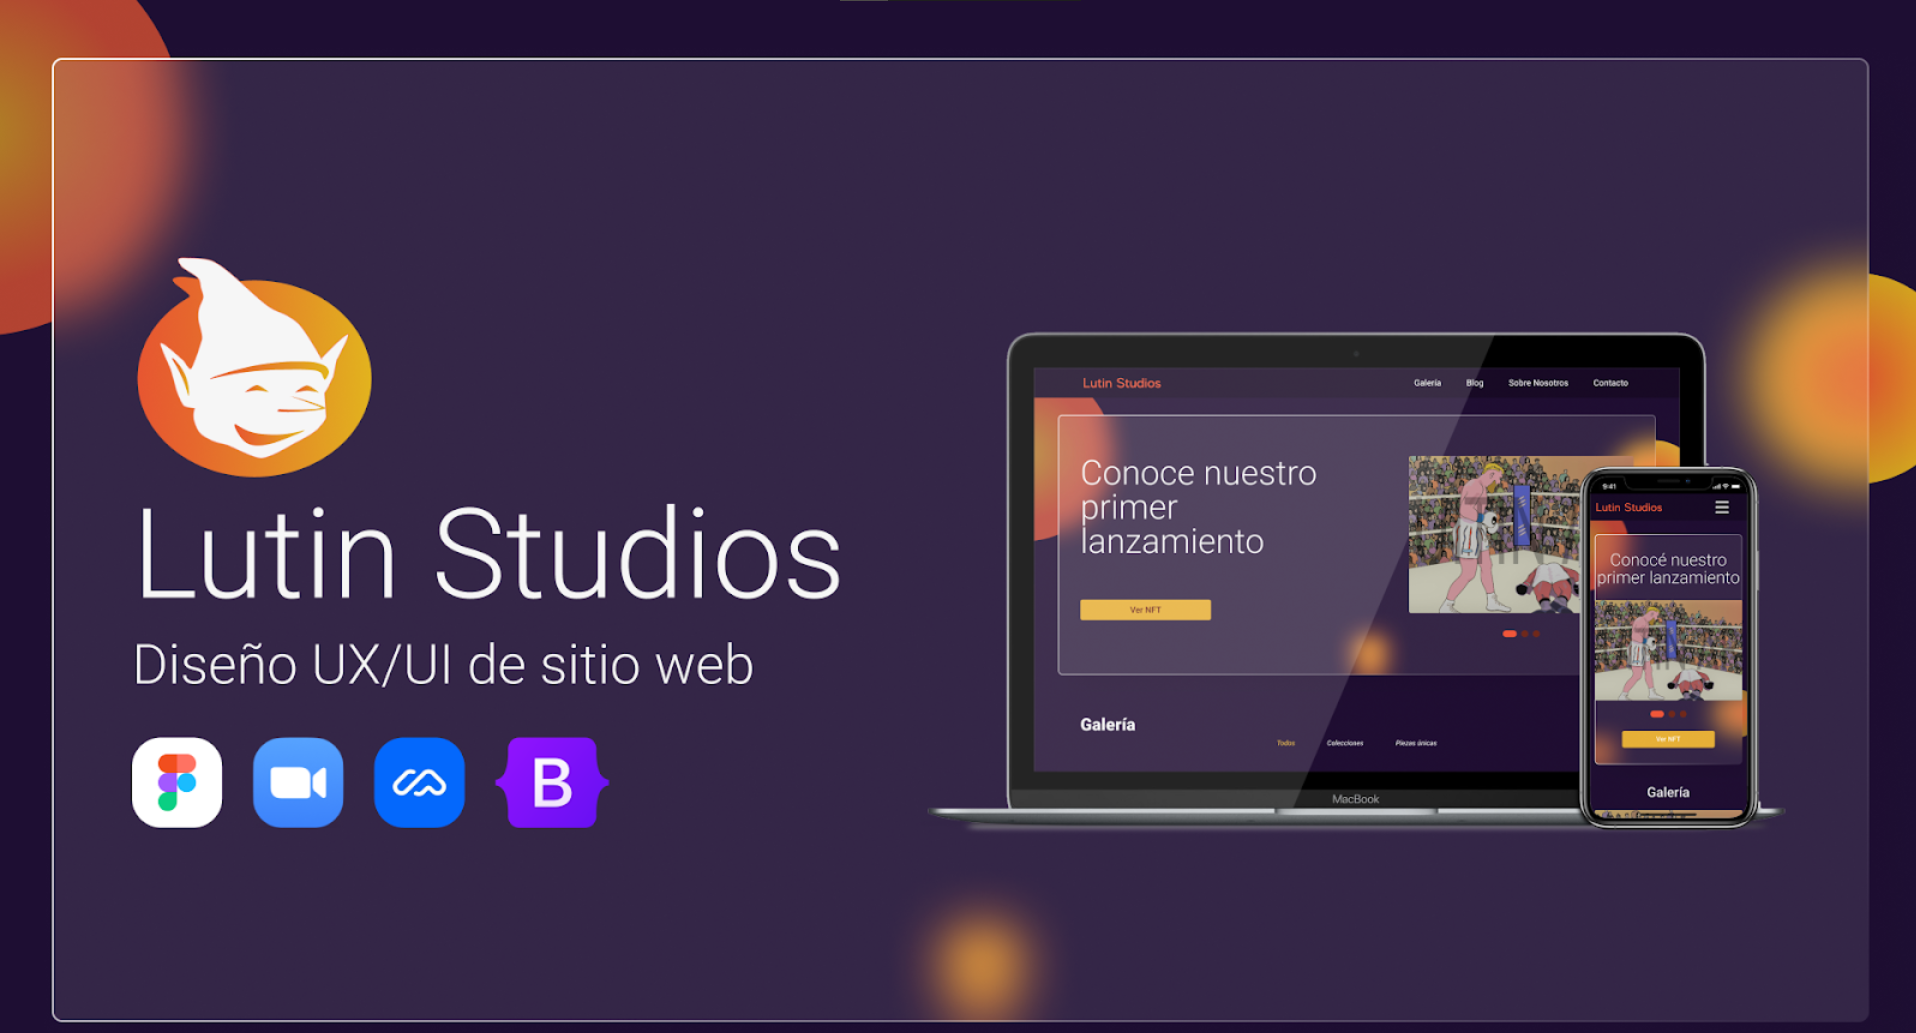 Lutin Studios
Diseño UX/UI de sitio web
B
Lutin Studios
Galería
Blog
Sobre Nosotros
Contacto
Conoce nuestro
primer
lanzamiento
Ver NFT
Galería
Todos
Colecciones
Piezas únicas
MacBook
9:41
Lutin Studios
Conocé nuestro
primer lanzamiento
Ver NFT
Galería